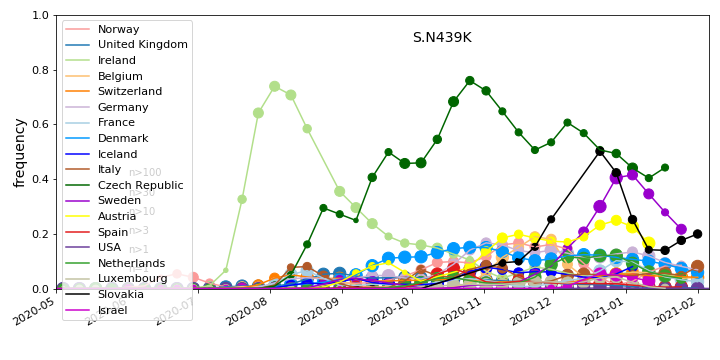 S.N439K
frequency
1.0
0.8
0.6
0.4
0.2
0.0
Norway
United Kingdom
Ireland
Belgium
Switzerland
Germany
France
Denmark
Iceland
Italy
Czech Republic
Sweden
Austria
Spain
USA
Netherlands
Luxembourg
Slovakia
Israel
n>100
n>30
n>10
n>3
n>1
2020-05
2020-07
2020-08
2020-09
2020-10
2020-11
2020-12
2021-01
2021-02